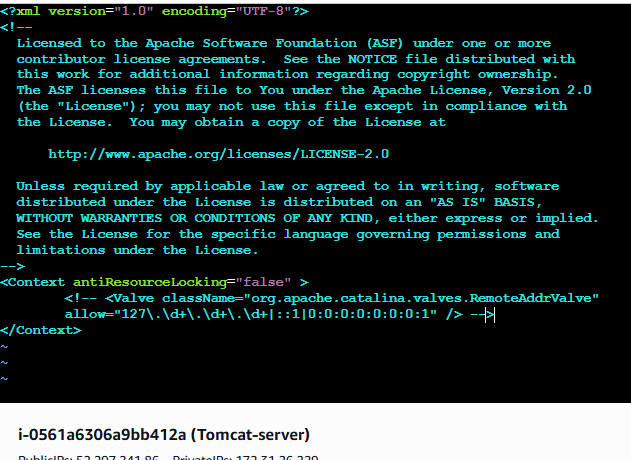 <?xml version="1.0" encoding="UTF-8"?>
<!--
  Licensed to the Apache Software Foundation (ASF) under one or more
  contributor license agreements.  See the NOTICE file distributed with
  this work for additional information regarding copyright ownership.
  The ASF licenses this file to You under the Apache License, Version 2.0
  (the "License"); you may not use this file except in compliance with
  the License.  You may obtain a copy of the License at

      http://www.apache.org/licenses/LICENSE-2.0

  Unless required by applicable law or agreed to in writing, software
  distributed under the License is distributed on an "AS IS" BASIS,
  WITHOUT WARRANTIES OR CONDITIONS OF ANY KIND, either express or implied.
  See the License for the specific language governing permissions and
  limitations under the License.
-->
<Context antiResourceLocking="false" >
        <!-- <Valve className="org.apache.catalina.valves.RemoteAddrValve"
        allow="127\.\d+\.\d+\.\d+|::1|0:0:0:0:0:0:0:1" /> -->
</Context>
~
~
~
i-0561a6306a9bb412a (Tomcat-server)
PublicIPs: PrivateIPs: